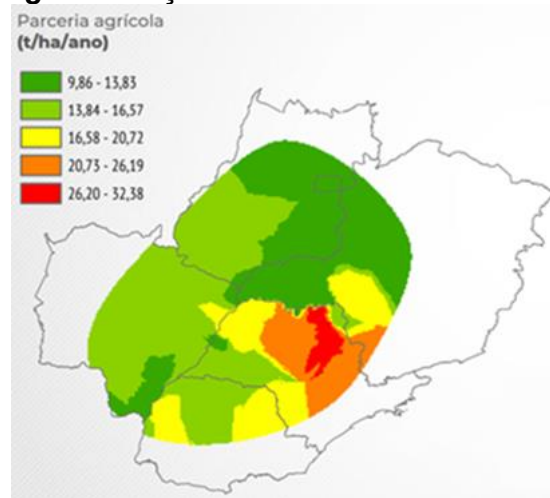 Parceria agrícola
(t/ha/ano)
9,86 - 13,83
13,84 - 16,57
16,58 - 20,72
20,73 - 26,19
26,20 - 32,38